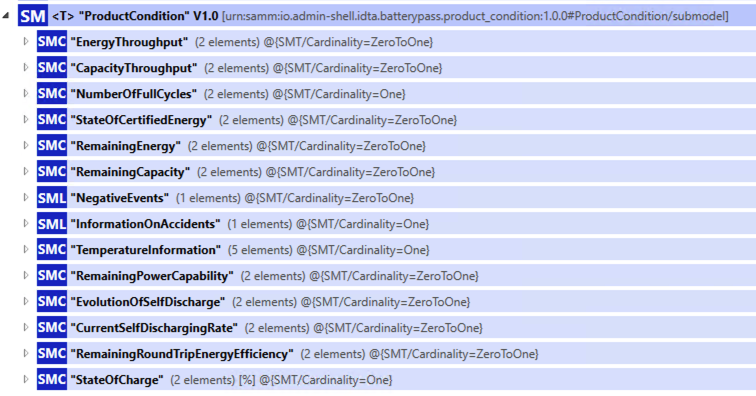 SM <T> "ProductCondition" V1.0 [urn:samm:io.admin-shell.idta.batterypass.product_condition:1.0.0#ProductCondition/submodel]
SMC "EnergyThroughput" (2 elements) @{SMT/Cardinality=ZeroToOne}
SMC "CapacityThroughput" (2 elements) @{SMT/Cardinality=ZeroToOne}
SMC "NumberOfFullCycles" (2 elements) @{SMT/Cardinality=One}
SMC "StateOfCertifiedEnergy" (2 elements) @{SMT/Cardinality=ZeroToOne}
SMC "RemainingEnergy" (2 elements) @{SMT/Cardinality=ZeroToOne}
SMC "RemainingCapacity" (2 elements) @{SMT/Cardinality=ZeroToOne}
SML "NegativeEvents" (1 elements) @{SMT/Cardinality=ZeroToOne}
SML "InformationOnAccidents" (1 elements) @{SMT/Cardinality=One}
SMC "TemperatureInformation" (5 elements) @{SMT/Cardinality=One}
SMC "RemainingPowerCapability" (2 elements) @{SMT/Cardinality=ZeroToOne}
SMC "EvolutionOfSelfDischarge" (2 elements) @{SMT/Cardinality=ZeroToOne}
SMC "CurrentSelfDischargingRate" (2 elements) @{SMT/Cardinality=ZeroToOne}
SMC "RemainingRoundTripEnergyEfficiency" (2 elements) @{SMT/Cardinality=ZeroToOne}
SMC "StateOfCharge" (2 elements) [%] @{SMT/Cardinality=One}